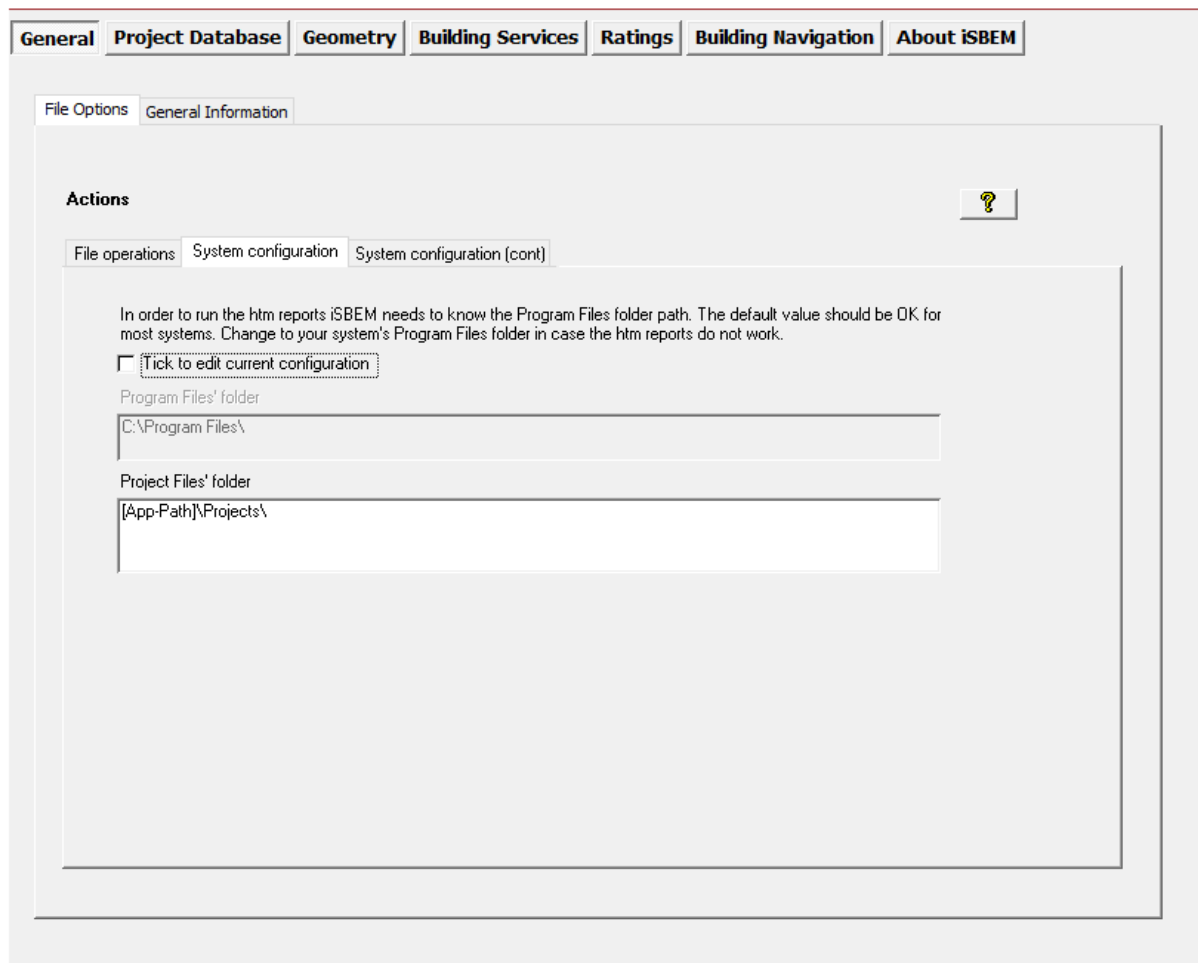 General Project Database Geometry Building Services Ratings Building Navigation About iSBEM
File Options General Information
Actions
?
File operations System configuration System configuration (cont)
In order to run the htm reports iSBEM needs to know the Program Files folder path. The default value should be OK for
most systems. Change to your system's Program Files folder in case the htm reports do not work.
Tick to edit current configuration
Program Files' folder
C:\Program Files\
Project Files' folder
[App-Path]\Projects\